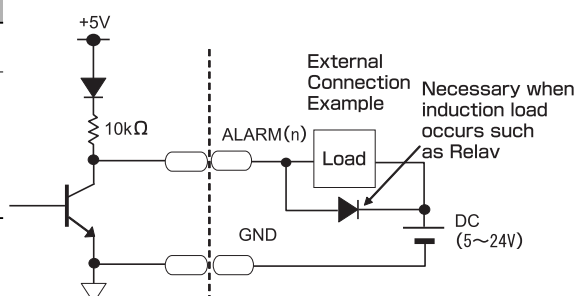 +5V
10kΩ
ALARM(n)
External
Connection
Example
Load
Necessary when
induction load
occurs such
as Relav
GND
DC
(5～24V)